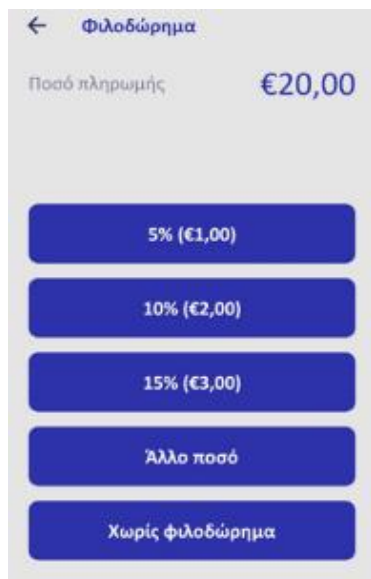 ← Φιλοδώρημα
Ποσό πληρωμής €20,00
5% (€1,00)
10% (€2,00)
15% (€3,00)
Άλλο ποσό
Χωρίς φιλοδώρημα